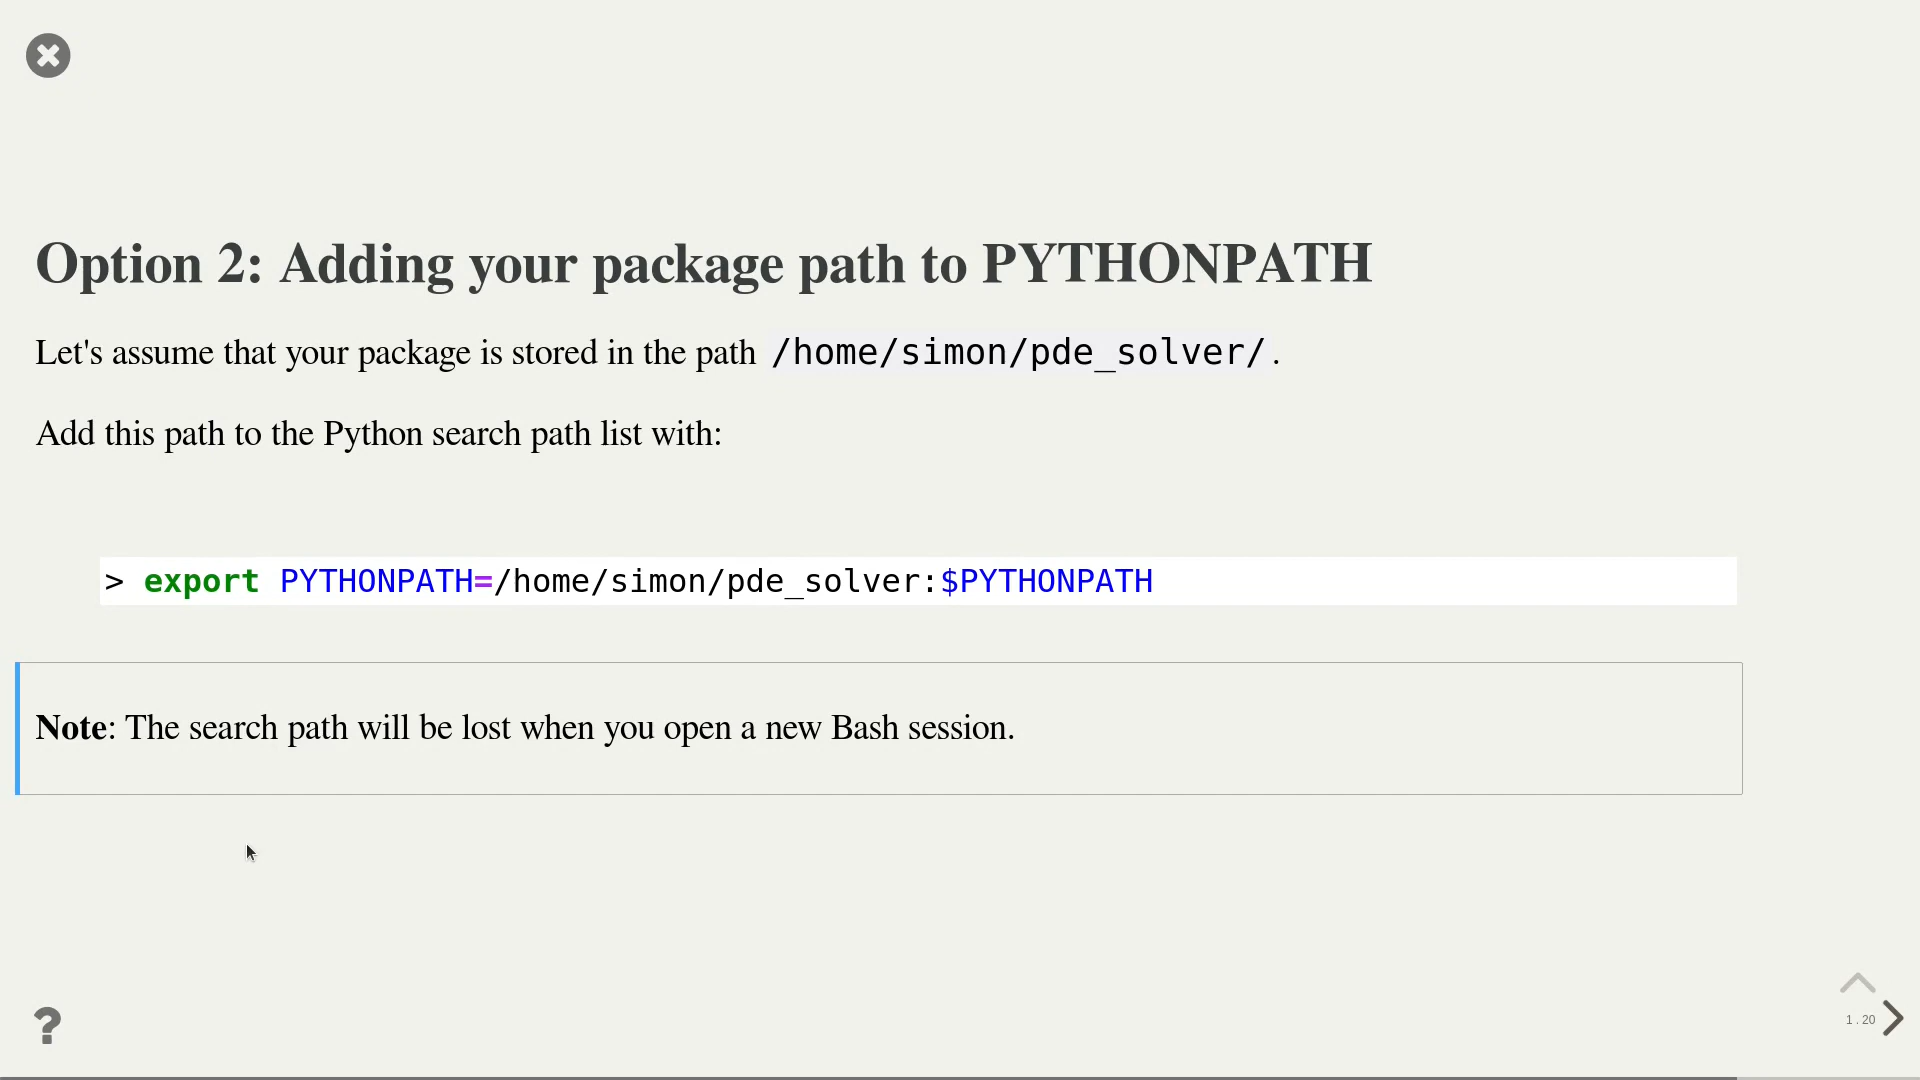 Option 2: Adding your package path to PYTHONPATH
Let's assume that your package is stored in the path /home/simon/pde_solver/.
Add this path to the Python search path list with:
> export PYTHONPATH=/home/simon/pde_solver:$PYTHONPATH
Note: The search path will be lost when you open a new Bash session.
?
1 . 20